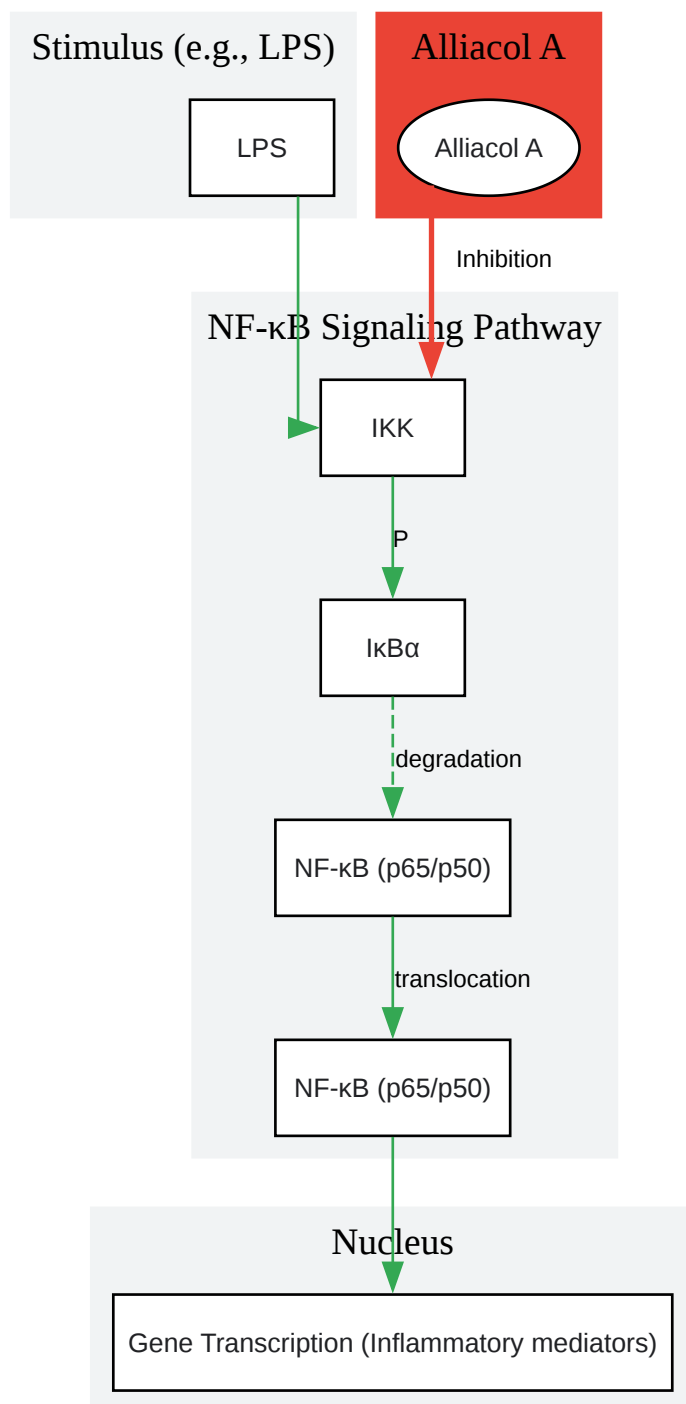 Stimulus (e.g., LPS)
Alliacol A
LPS
Alliacol A
Inhibition
NF-κB Signaling Pathway
IKK
P
IκBα
degradation
NF-κB (p65/p50)
translocation
NF-κB (p65/p50)
Nucleus
Gene Transcription (Inflammatory mediators)